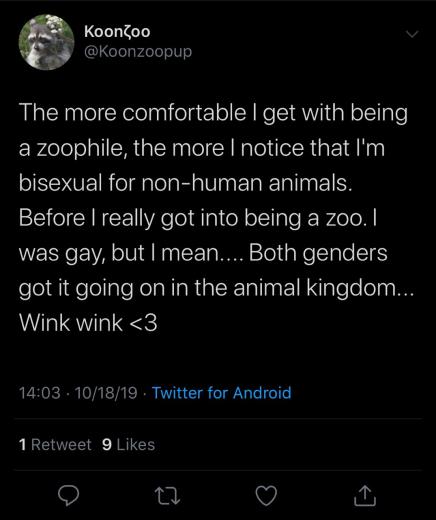 Koonζoo
@Koonzoopup
The more comfortable I get with being
a zoophile, the more I notice that I'm
bisexual for non-human animals.
Before I really got into being a zoo. I
was gay, but I mean.... Both genders
got it going on in the animal kingdom...
Wink wink <3
14:03 · 10/18/19 · Twitter for Android
1 Retweet 9 Likes